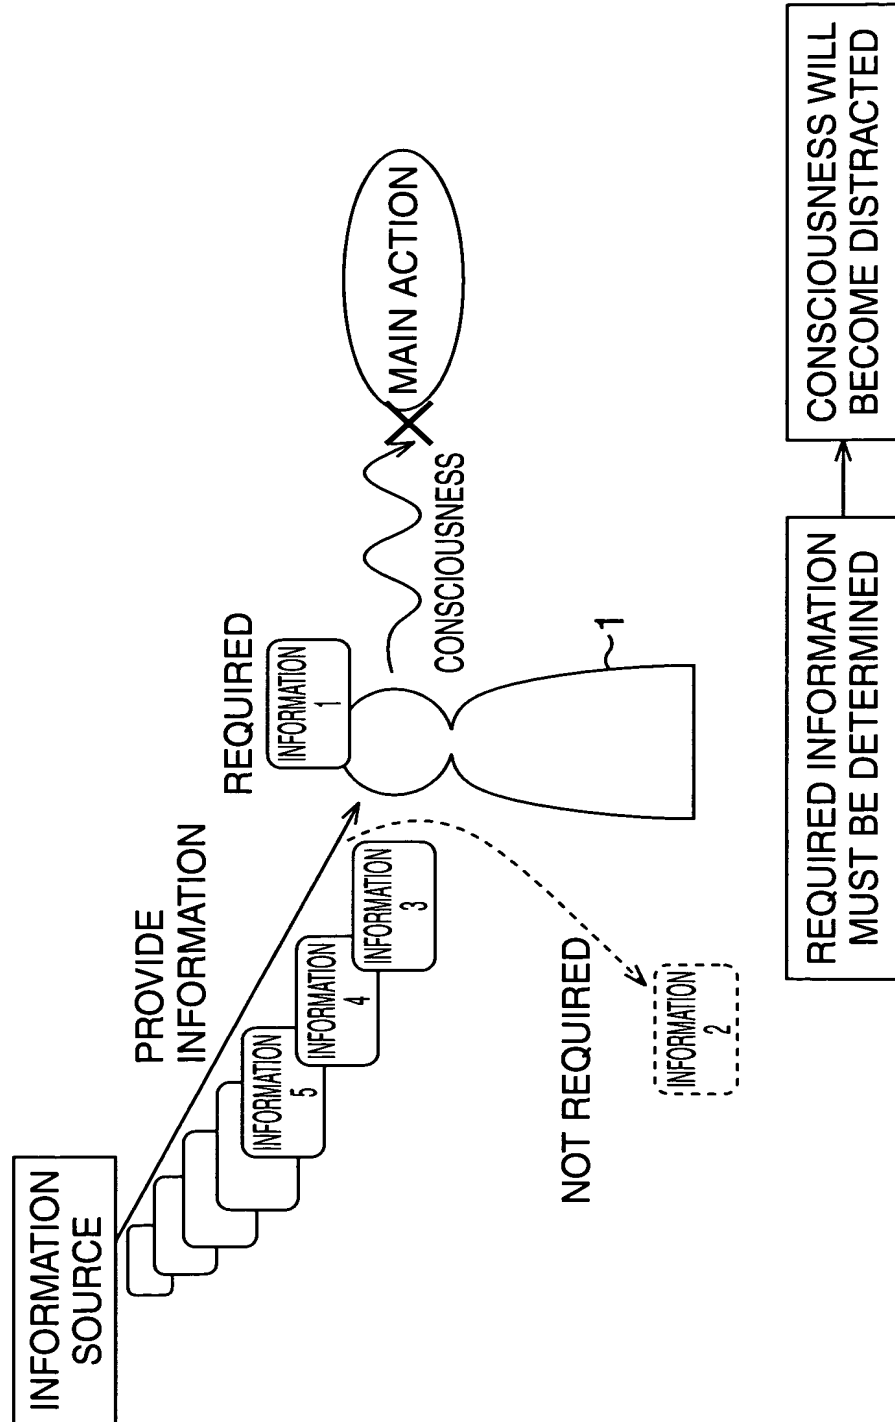 INFORMATION
SOURCE
PROVIDE
INFORMATION
INFORMATION
5
INFORMATION
4
INFORMATION
3
REQUIRED
INFORMATION
1
CONSCIOUSNESS
MAIN ACTION
1
NOT REQUIRED
INFORMATION
2
REQUIRED INFORMATION
MUST BE DETERMINED
CONSCIOUSNESS WILL
BECOME DISTRACTED